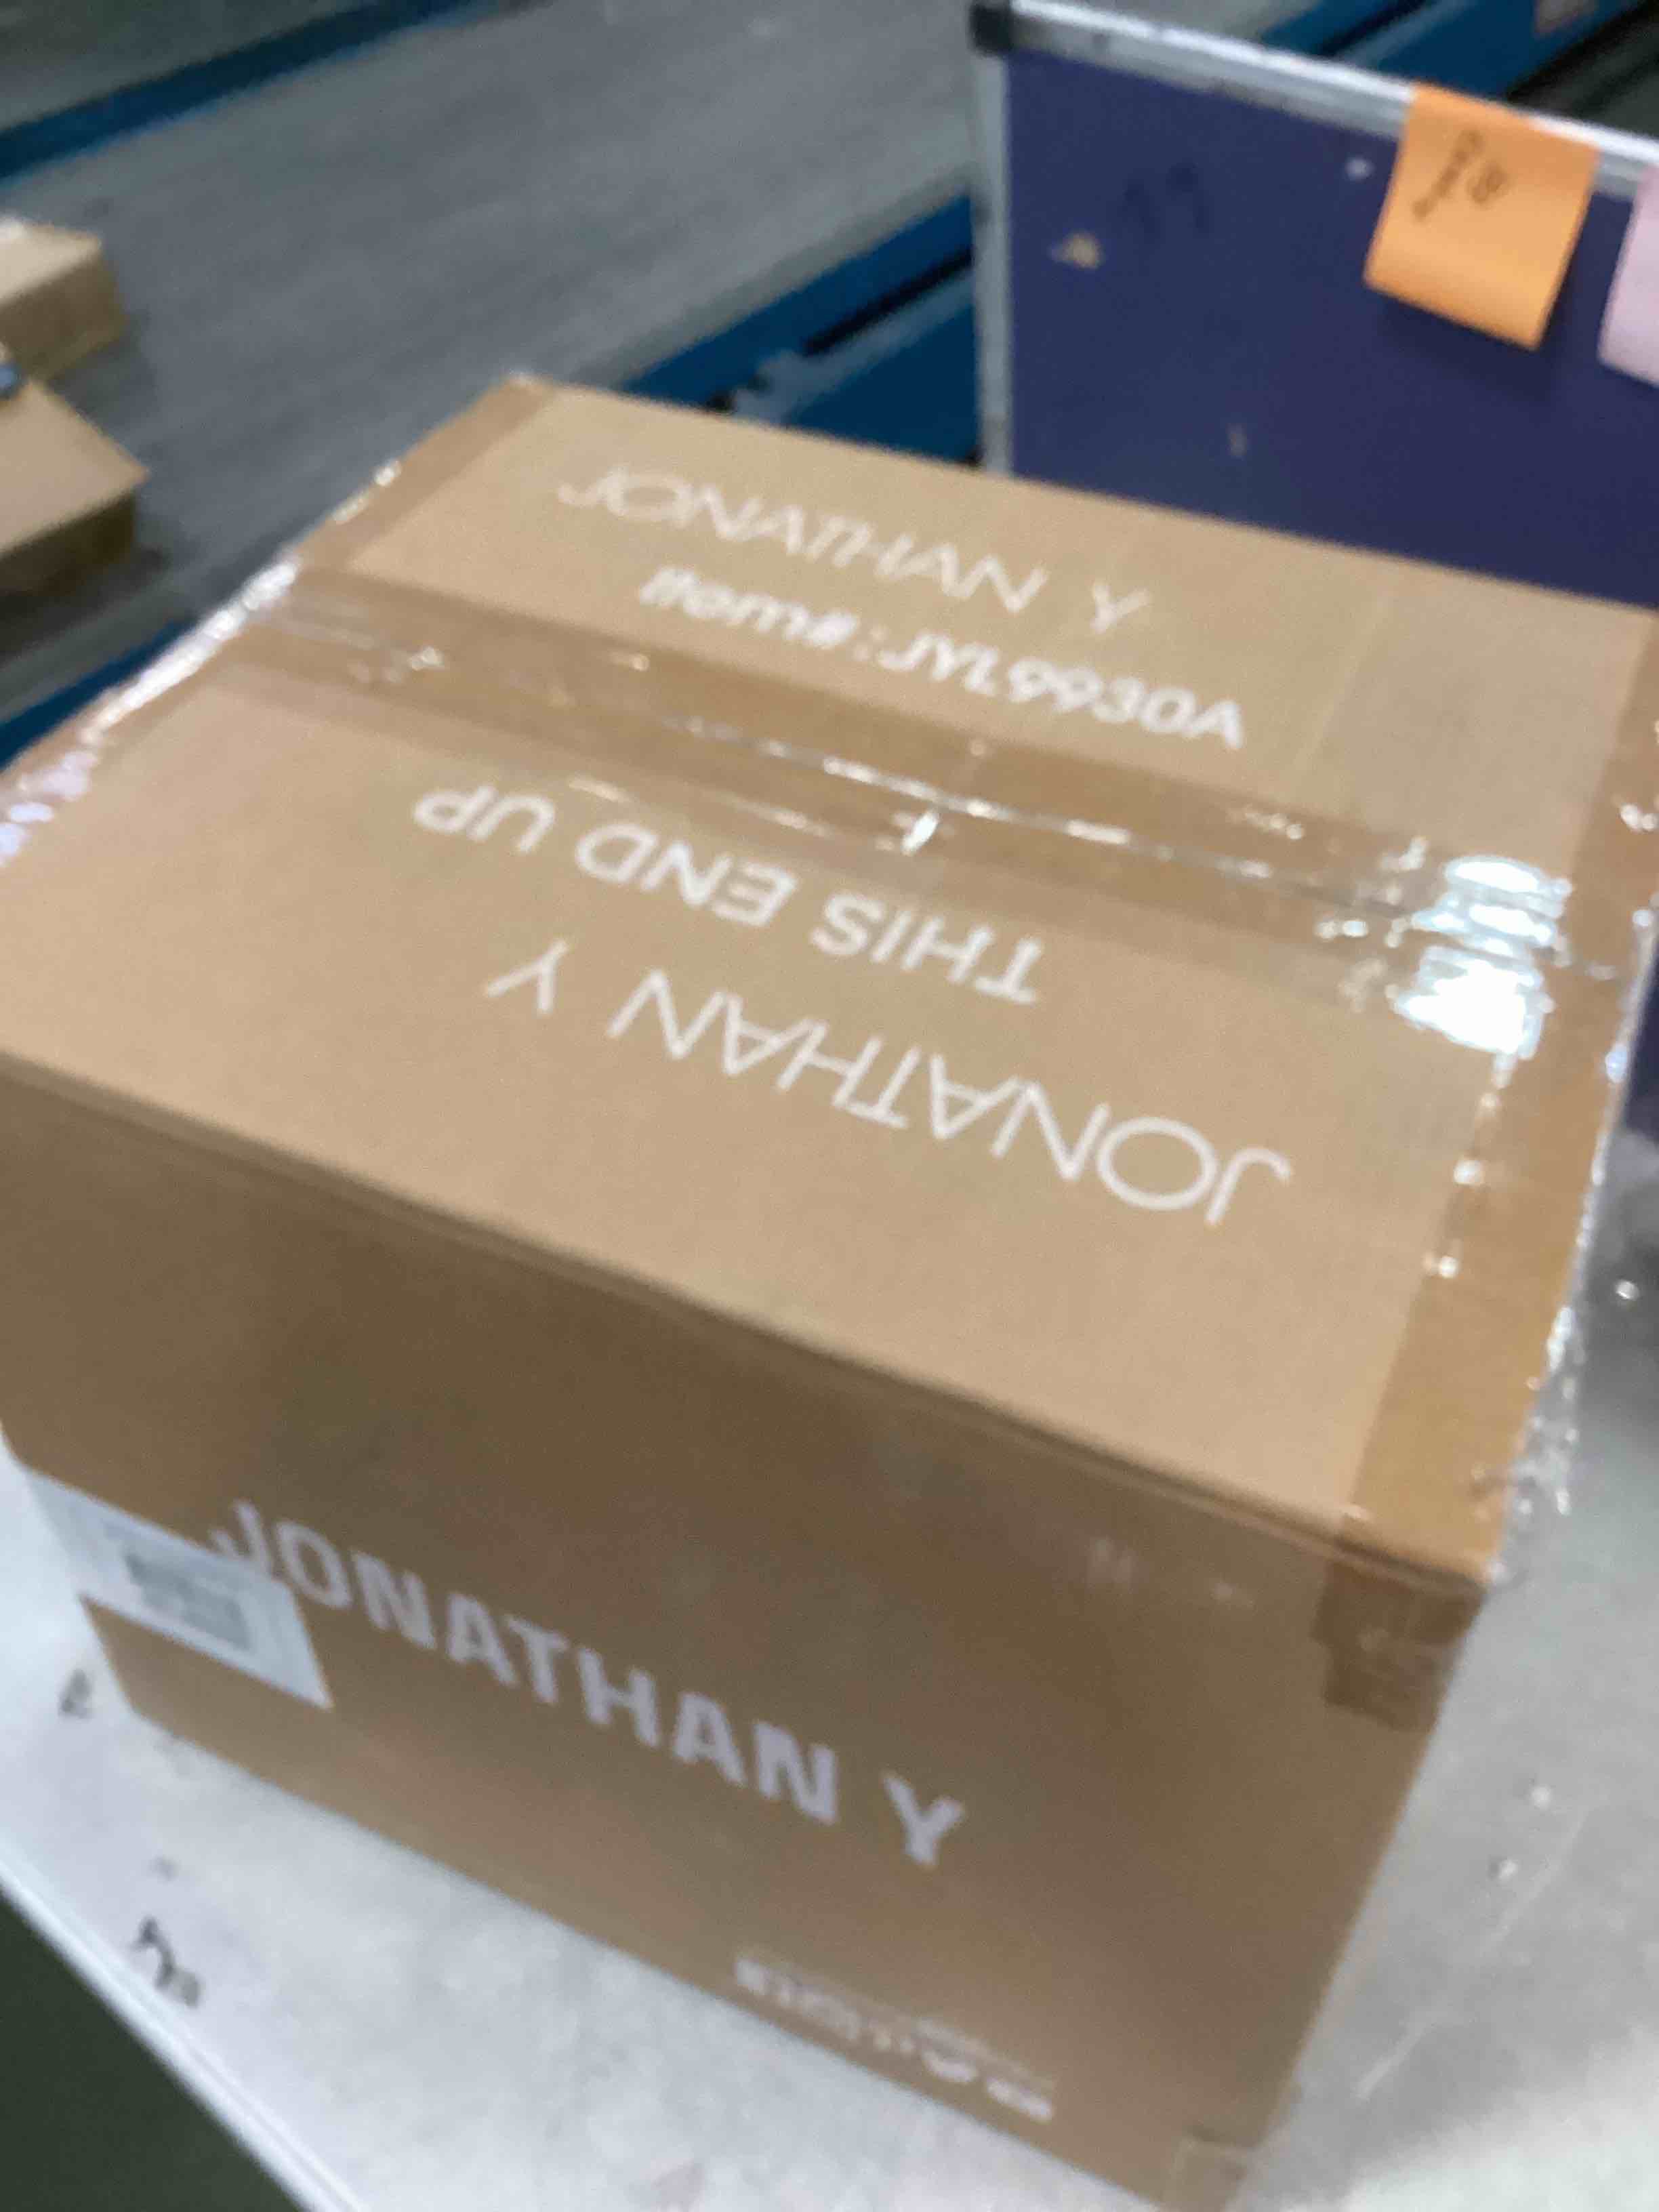 JONATHAN Y
Item#:JYL9930A
THIS END UP
JONATHAN Y
JONATHAN Y